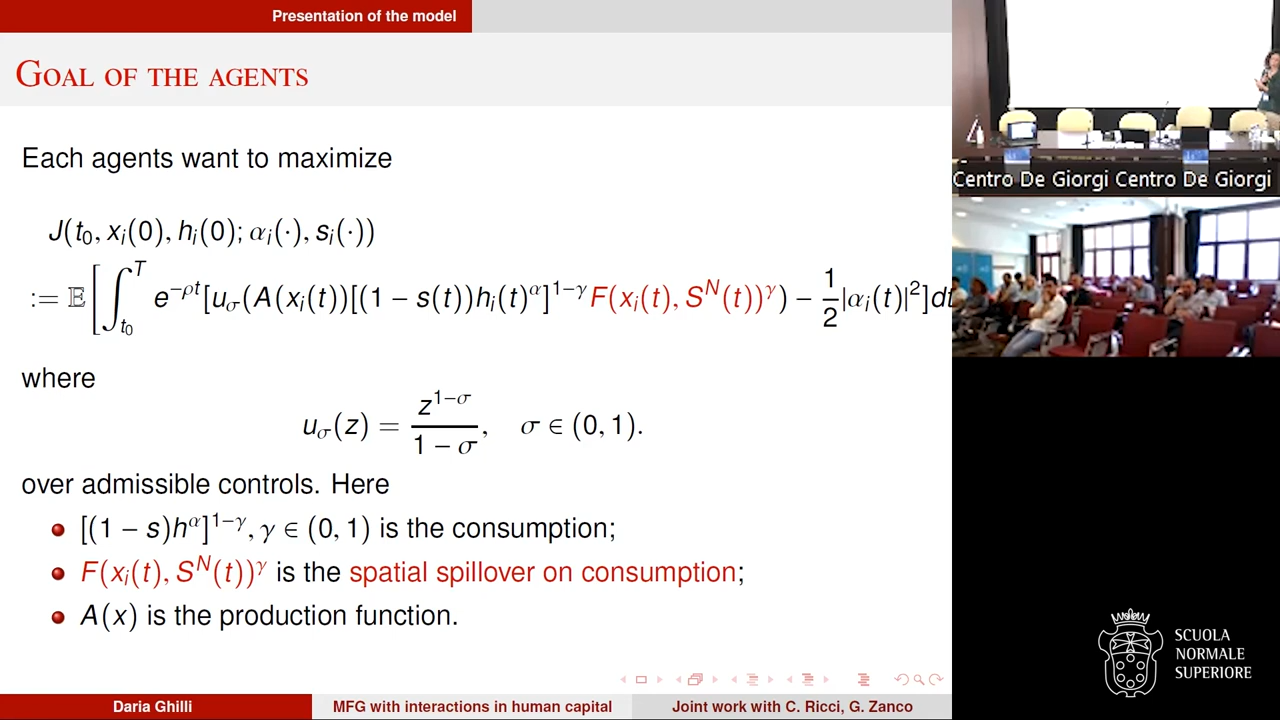 Presentation of the model
GOAL OF THE AGENTS
Each agents want to maximize
J(t₀, xᵢ(0), hᵢ(0); αᵢ(·), sᵢ(·))
:= 𝔼[∫_{t₀}^{T} e^{−ρt}[u_σ(A(xᵢ(t))[(1 − s(t))hᵢ(t)^α]^{1−γ} F(xᵢ(t), S^N(t))^γ) − 1/2|αᵢ(t)|²]dt
where
u_σ(z) = z^{1−σ}/(1 − σ), σ ∈ (0, 1).
over admissible controls. Here
[(1 − s)h^α]^{1−γ}, γ ∈ (0, 1) is the consumption;
F(xᵢ(t), S^N(t))^γ is the spatial spillover on consumption;
A(x) is the production function.
Daria Ghilli
MFG with interactions in human capital
Joint work with C. Ricci, G. Zanco
Centro De Giorgi Centro De Giorgi
SCUOLA
NORMALE
SUPERIORE